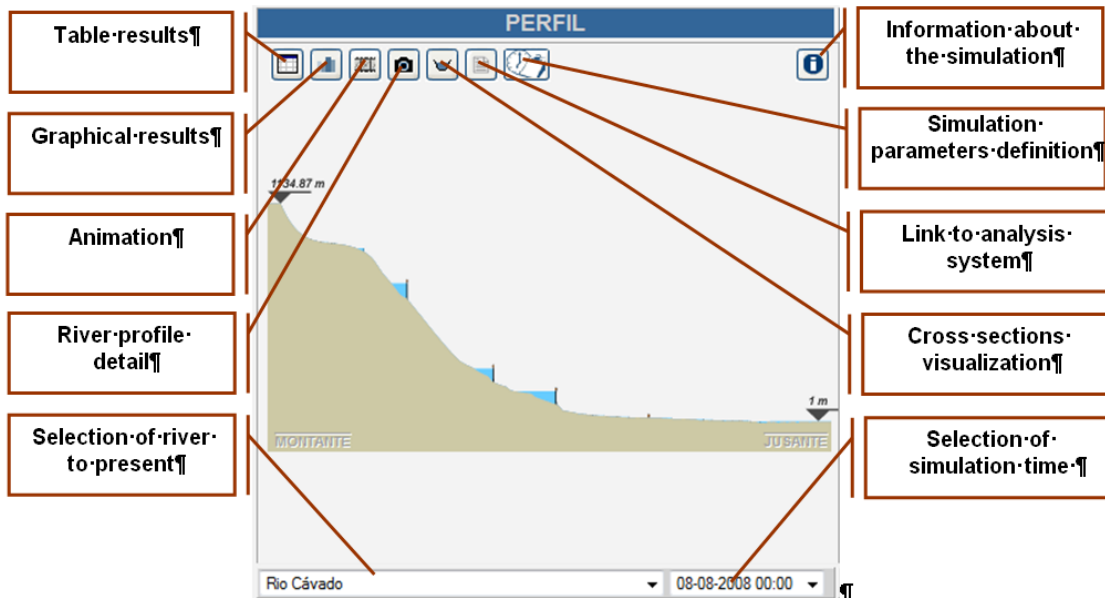 PERFIL
Table·results¶
Graphical·results¶
Animation¶
River·profile·
detail¶
Selection·of·river·
to·present¶
Information·about·
the·simulation¶
Simulation·
parameters·definition¶
Link·to·analysis·
system¶
Cross·sections·
visualization¶
Selection·of·
simulation·time·¶
1134.87 m
1 m
MONTANTE
JUSANTE
Rio Cávado
08-08-2008 00:00
¶